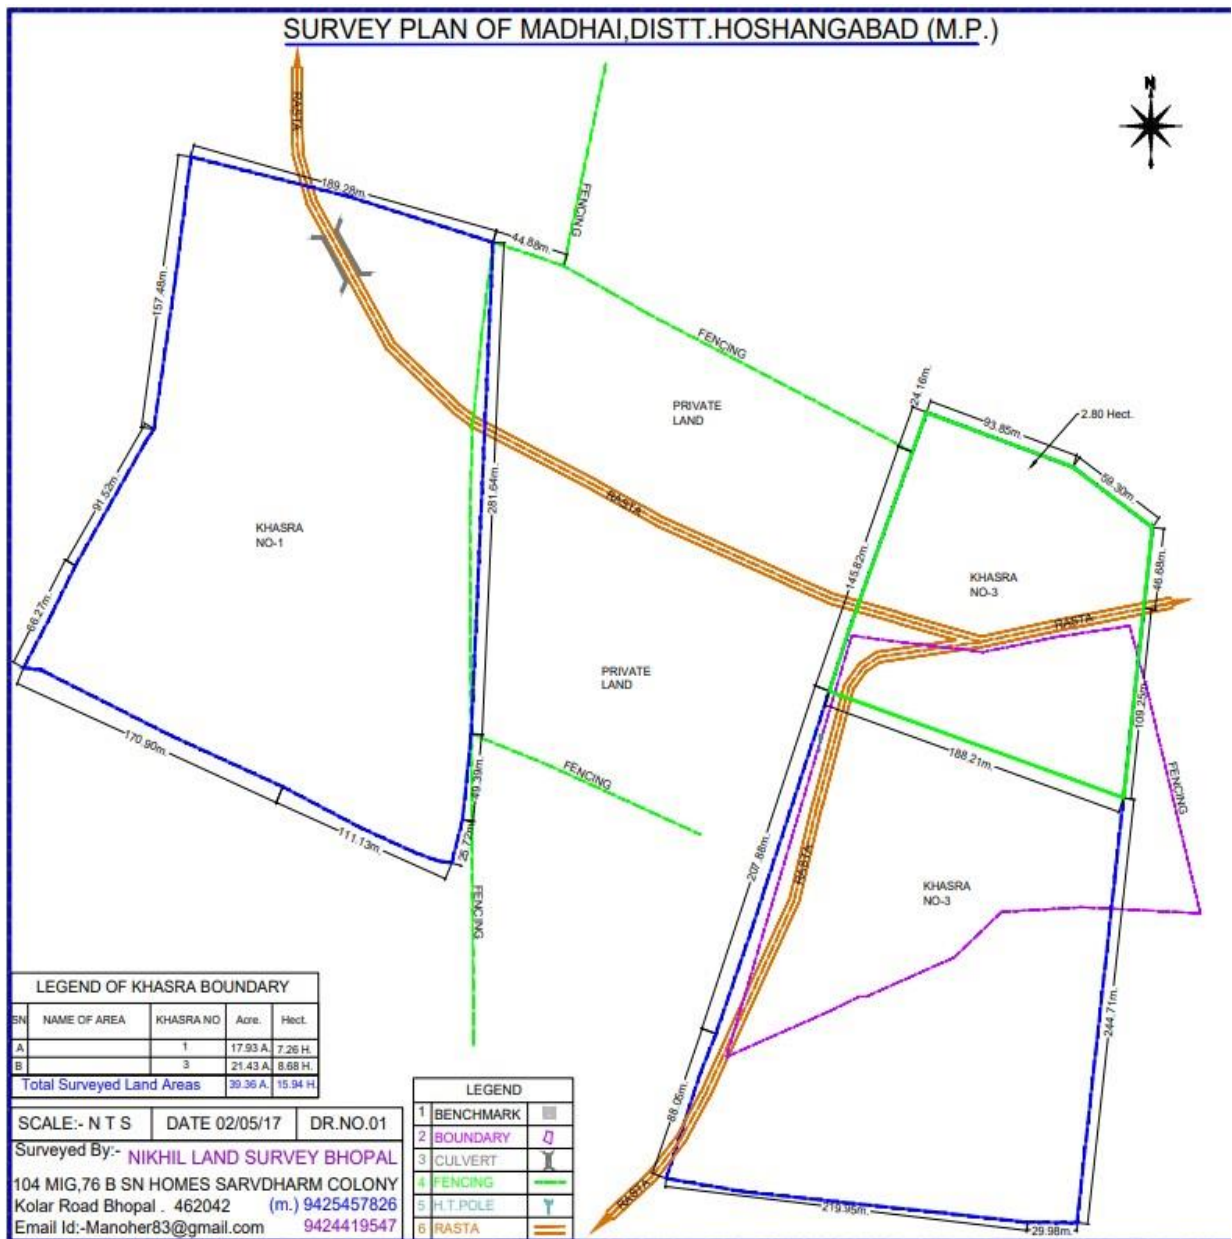 SURVEY PLAN OF MADHAI,DISTT.HOSHANGABAD (M.P.)
N
RASTA
189.28m.
44.88m.
FENCING
157.48m.
FENCING
24.16m.
93.85m.
2.80 Hect.
PRIVATE
LAND
59.30m.
91.52m.
281.64m.
RASTA
KHASRA
NO-1
145.82m.
KHASRA
NO-3
46.68m.
66.27m.
RASTA
PRIVATE
LAND
109.25m.
170.90m.
188.21m.
FENCING
49.39m.
FENCING
111.13m.
25.72m.
207.88m.
RASTA
KHASRA
NO-3
FENCING
244.71m.
88.05m.
RASTA
219.95m.
29.98m.
LEGEND OF KHASRA BOUNDARY
SN NAME OF AREA KHASRA NO Acre. Hect.
A 1 17.93 A. 7.26 H.
B 3 21.43 A. 8.68 H.
Total Surveyed Land Areas 39.36 A. 15.94 H.
SCALE:- N T S DATE 02/05/17 DR.NO.01
Surveyed By:- NIKHIL LAND SURVEY BHOPAL
104 MIG,76 B SN HOMES SARVDHARM COLONY
Kolar Road Bhopal . 462042 (m.) 9425457826
Email Id:-Manoher83@gmail.com 9424419547
LEGEND
1 BENCHMARK
2 BOUNDARY
3 CULVERT
4 FENCING
5 H.T.POLE
6 RASTA